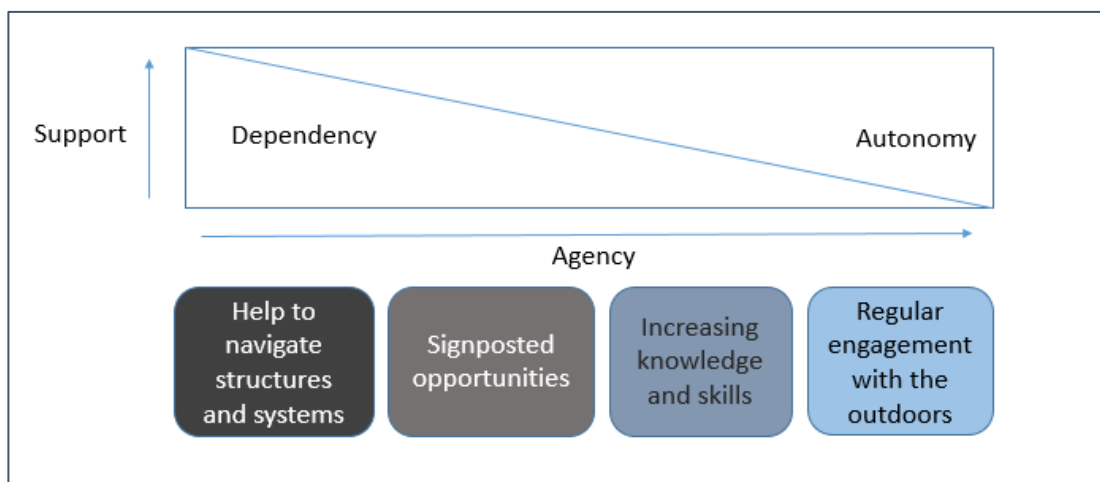 Support
Dependency
Autonomy
Agency
Help to
navigate
structures
and systems
Signposted
opportunities
Increasing
knowledge
and skills
Regular
engagement
with the
outdoors